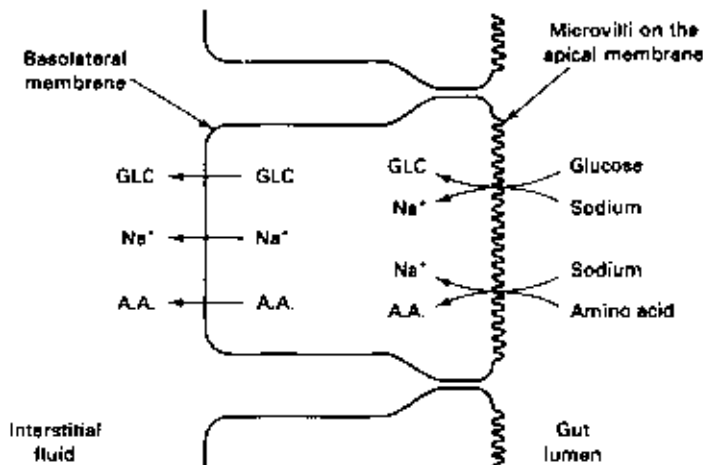 Basolateral
membrane
Microvilli on the
apical membrane
GLC
GLC
GLC
Glucose
Na⁺
Sodium
Na⁺
Na⁺
Na⁺
Sodium
A.A.
A.A.
A.A.
Amino acid
Interstitial
fluid
Gut
lumen